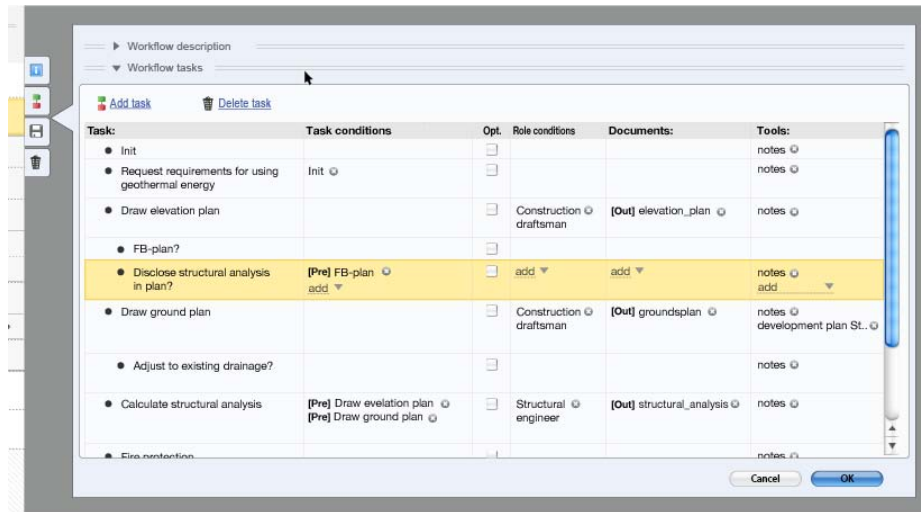 Workflow description
Workflow tasks
Add task Delete task
Task: Task conditions Opt. Role conditions Documents: Tools:
Init notes
Request requirements for using geothermal energy Init notes
Draw elevation plan Construction draftsman [Out] elevation_plan notes
FB-plan?
Disclose structural analysis in plan? [Pre] FB-plan add add add notes add
Draw ground plan Construction draftsman [Out] groundsplan notes development plan St..
Adjust to existing drainage? notes
Calculate structural analysis [Pre] Draw evelation plan [Pre] Draw ground plan Structural engineer [Out] structural_analysis notes
Fire protection notes
Cancel OK